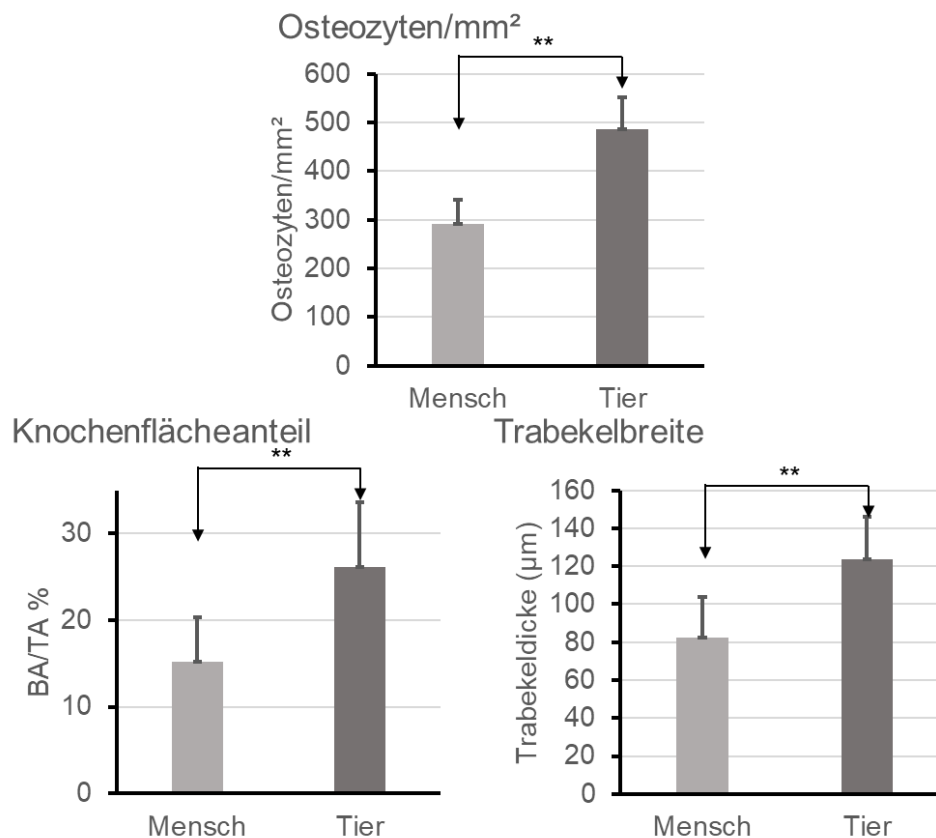 Osteozyten/mm²
**
600
500
400
300
200
100
0
Osteozyten/mm²
Mensch Tier
Knochenflächeanteil
**
30
20
10
0
BA/TA %
Mensch Tier
Trabekelbreite
**
160
140
120
100
80
60
40
20
0
Trabekeldicke (µm)
Mensch Tier